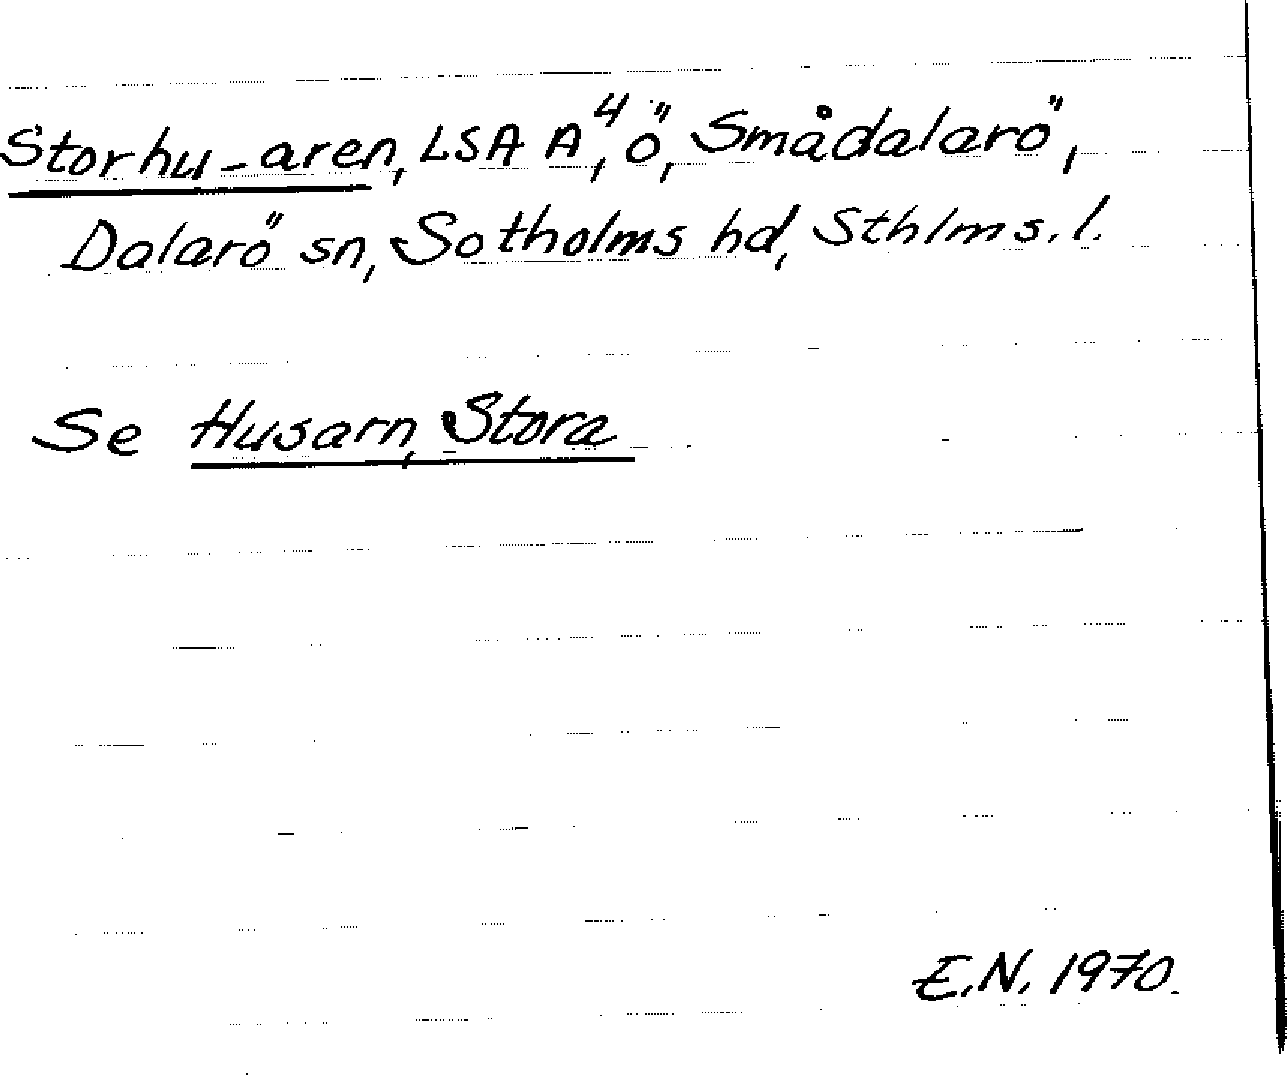 Storhu-aren, LSA A⁴, Ö, Smådalarö,
Dalarö sn, Sotholms hd, Sthlms. l.
Se Husarn, Stora
E.N. 1970.